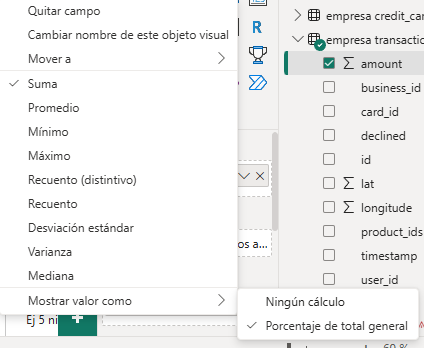 Quitar campo
Cambiar nombre de este objeto visual
Mover a
Suma
Promedio
Mínimo
Máximo
Recuento (distintivo)
Recuento
Desviación estándar
Varianza
Mediana
Mostrar valor como
Ningún cálculo
Porcentaje de total general
R
os a...
Ej 5 ni
empresa credit_car
empresa transactio
amount
business_id
card_id
declined
id
lat
longitude
product_ids
timestamp
user_id